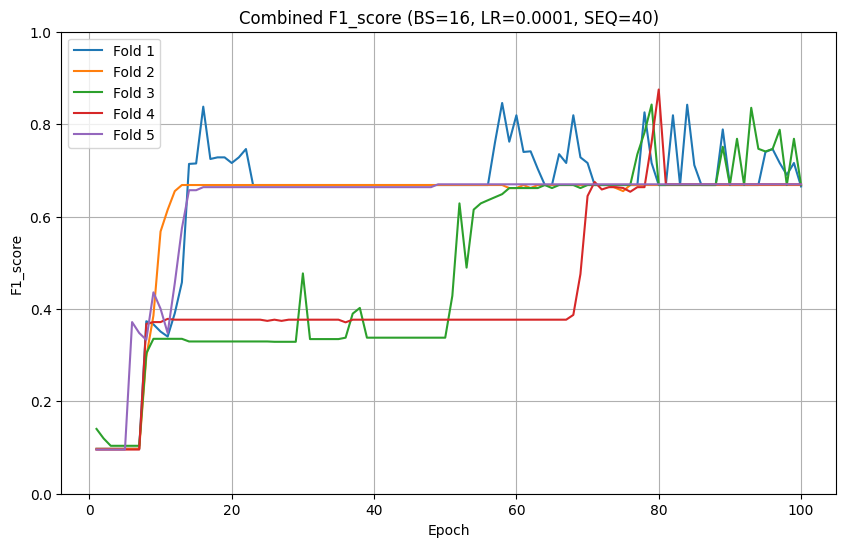 Combined F1_score (BS=16, LR=0.0001, SEQ=40)
Fold 1
Fold 2
Fold 3
Fold 4
Fold 5
F1_score
1.0
0.8
0.6
0.4
0.2
0.0
0 20 40 60 80 100
Epoch